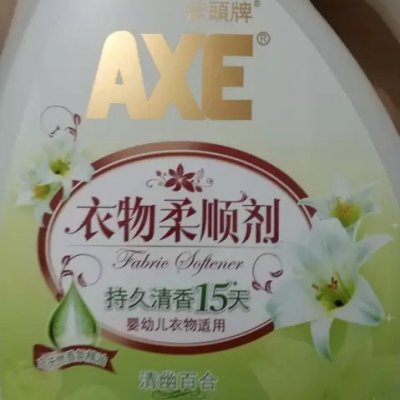 斧頭牌®
AXE®
衣物柔顺剂
Fabric Softener
持久清香15天
婴幼儿衣物适用
清幽百合